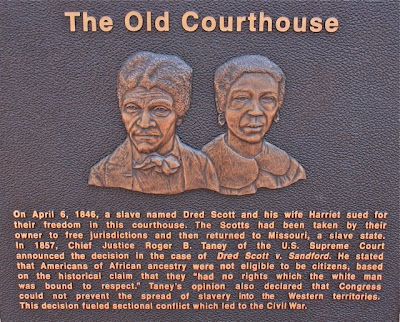 The Old Courthouse
On April 6, 1846, a slave named Dred Scott and his wife Harriet sued for
their freedom in this courthouse. The Scotts had been taken by their
owner to free jurisdictions and then returned to Missouri, a slave state.
In 1857, Chief Justice Roger B. Taney of the U.S. Supreme Court
announced the decision in the case of Dred Scott v. Sandford. He stated
that Americans of African ancestry were not eligible to be citizens, based
on the historical claim that they "had no rights which the white man
was bound to respect." Taney's opinion also declared that Congress
could not prevent the spread of slavery into the Western territories.
This decision fueled sectional conflict which led to the Civil War.